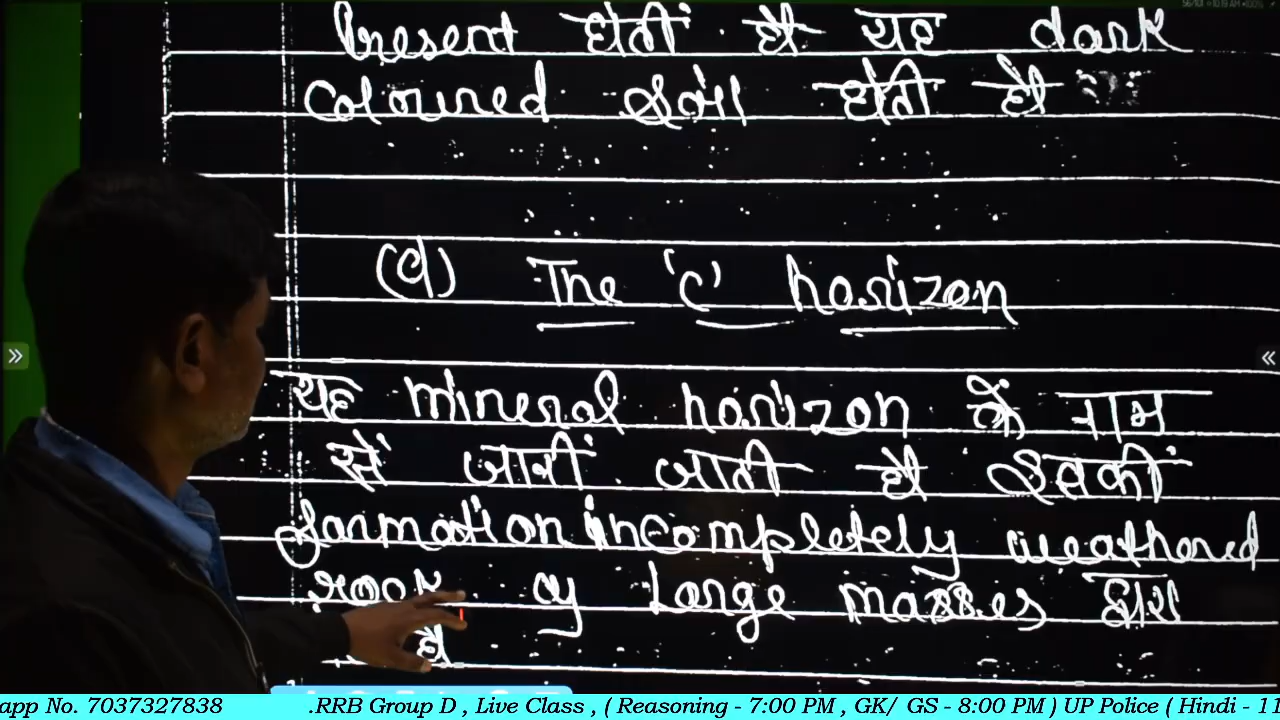 Present होती है यह dark
coloured होती है
(व) The 'c' horizon
यह mineral horizon के नाम
से जानी जाती है इसकी
formation incompletely weathered
rock of Large masses द्वारा
है
app No. 7037327838 .RRB Group D , Live Class , ( Reasoning - 7:00 PM , GK/ GS - 8:00 PM ) UP Police ( Hindi - 11